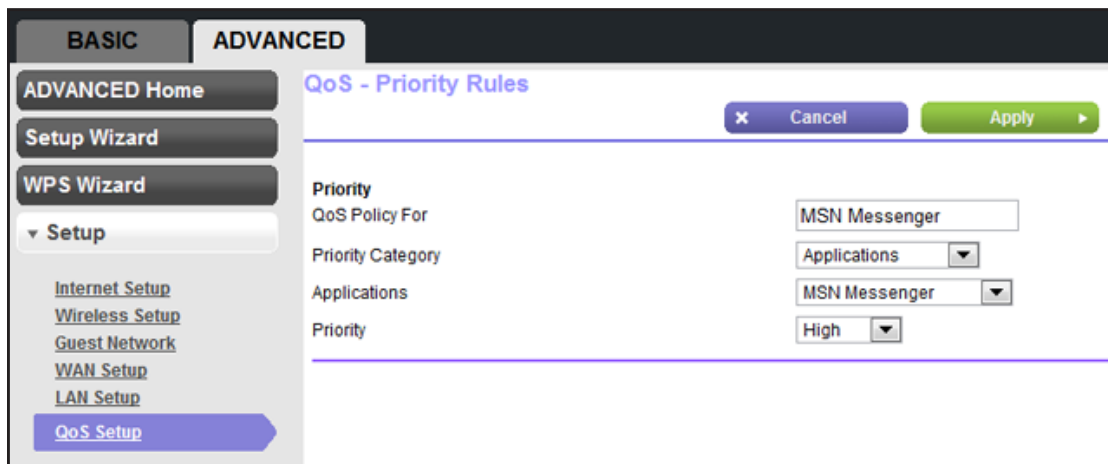 BASIC ADVANCED
ADVANCED Home
Setup Wizard
WPS Wizard
Setup
Internet Setup
Wireless Setup
Guest Network
WAN Setup
LAN Setup
QoS Setup
QoS - Priority Rules
Cancel Apply
Priority
QoS Policy For MSN Messenger
Priority Category Applications
Applications MSN Messenger
Priority High